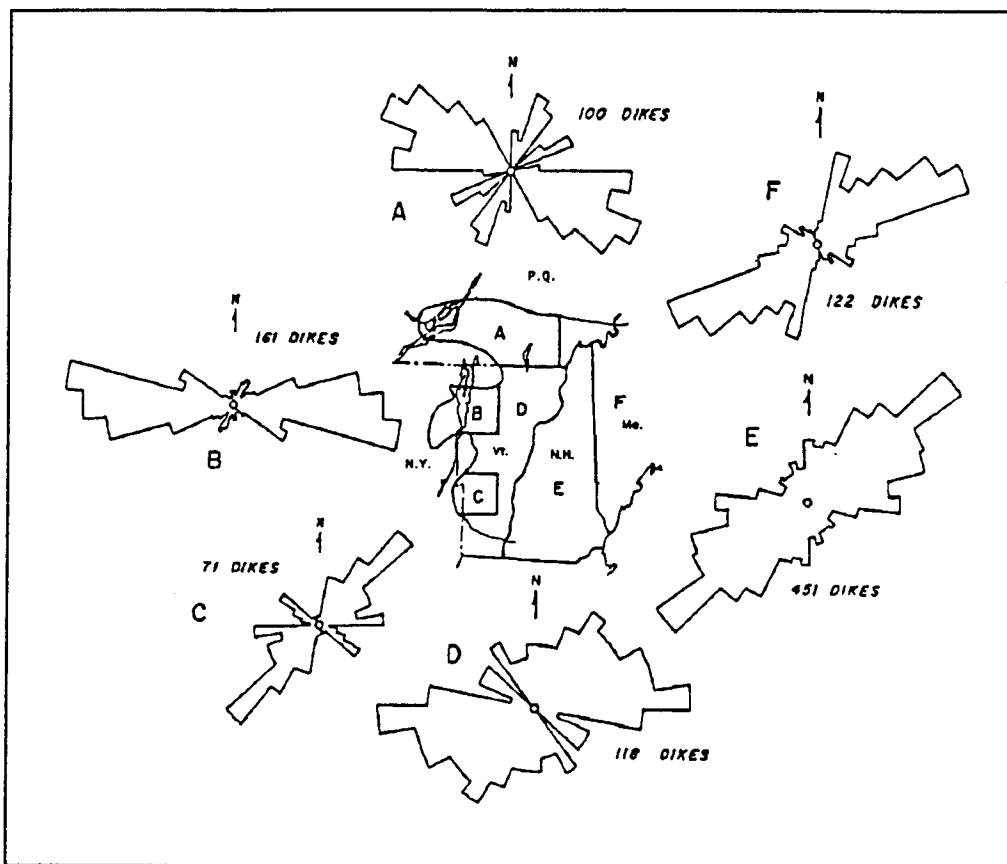 N
100 DIKES
A
N
F
122 DIKES
P.Q.
N
161 DIKES
B
A
B
D
F
Me.
N.Y.
VT.
N.H.
E
C
N
E
451 DIKES
N
71 DIKES
C
N
D
118 DIKES